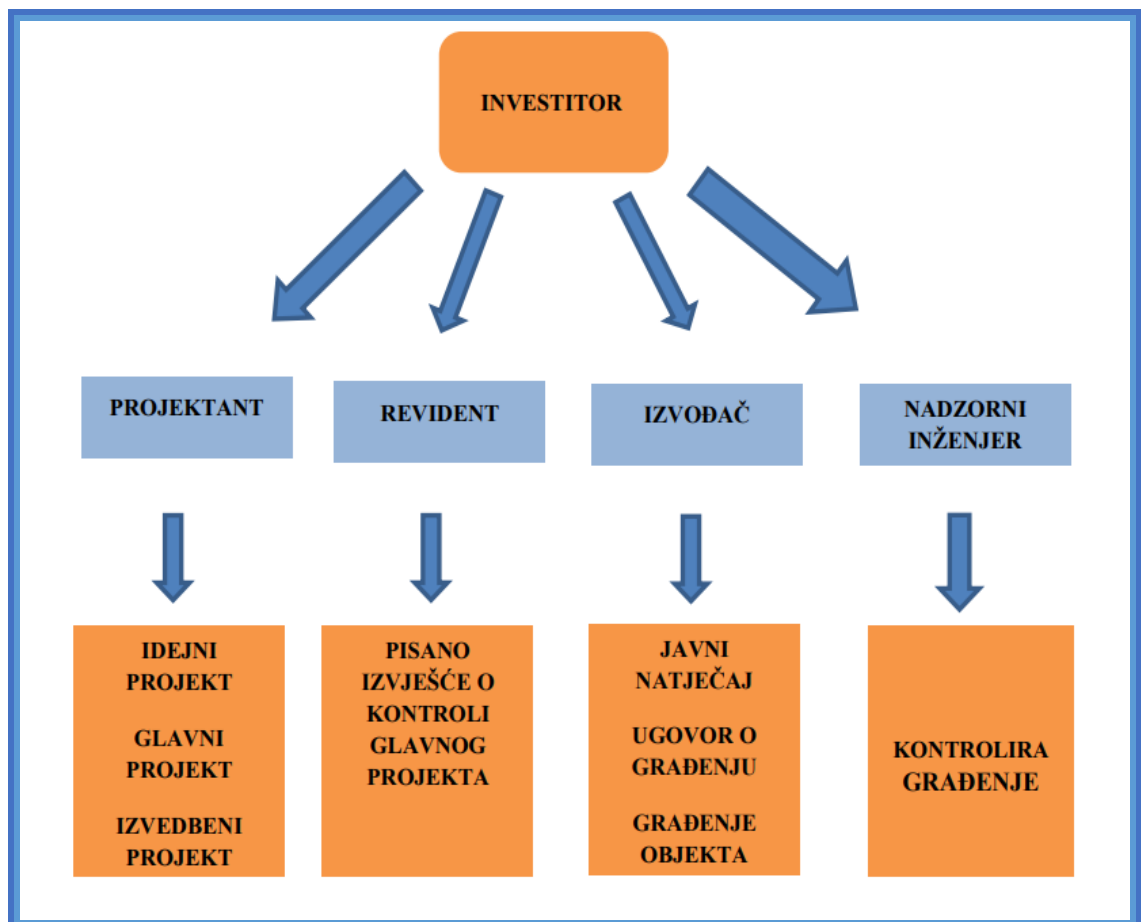 INVESTITOR
PROJEKTANT
REVIDENT
IZVOĐAČ
NADZORNI
INŽENJER
IDEJNI
PROJEKT
GLAVNI
PROJEKT
IZVEDBENI
PROJEKT
PISANO
IZVJEŠĆE O
KONTROLI
GLAVNOG
PROJEKTA
JAVNI
NATJEČAJ
UGOVOR O
GRAĐENJU
GRAĐENJE
OBJEKTA
KONTROLIRA
GRAĐENJE